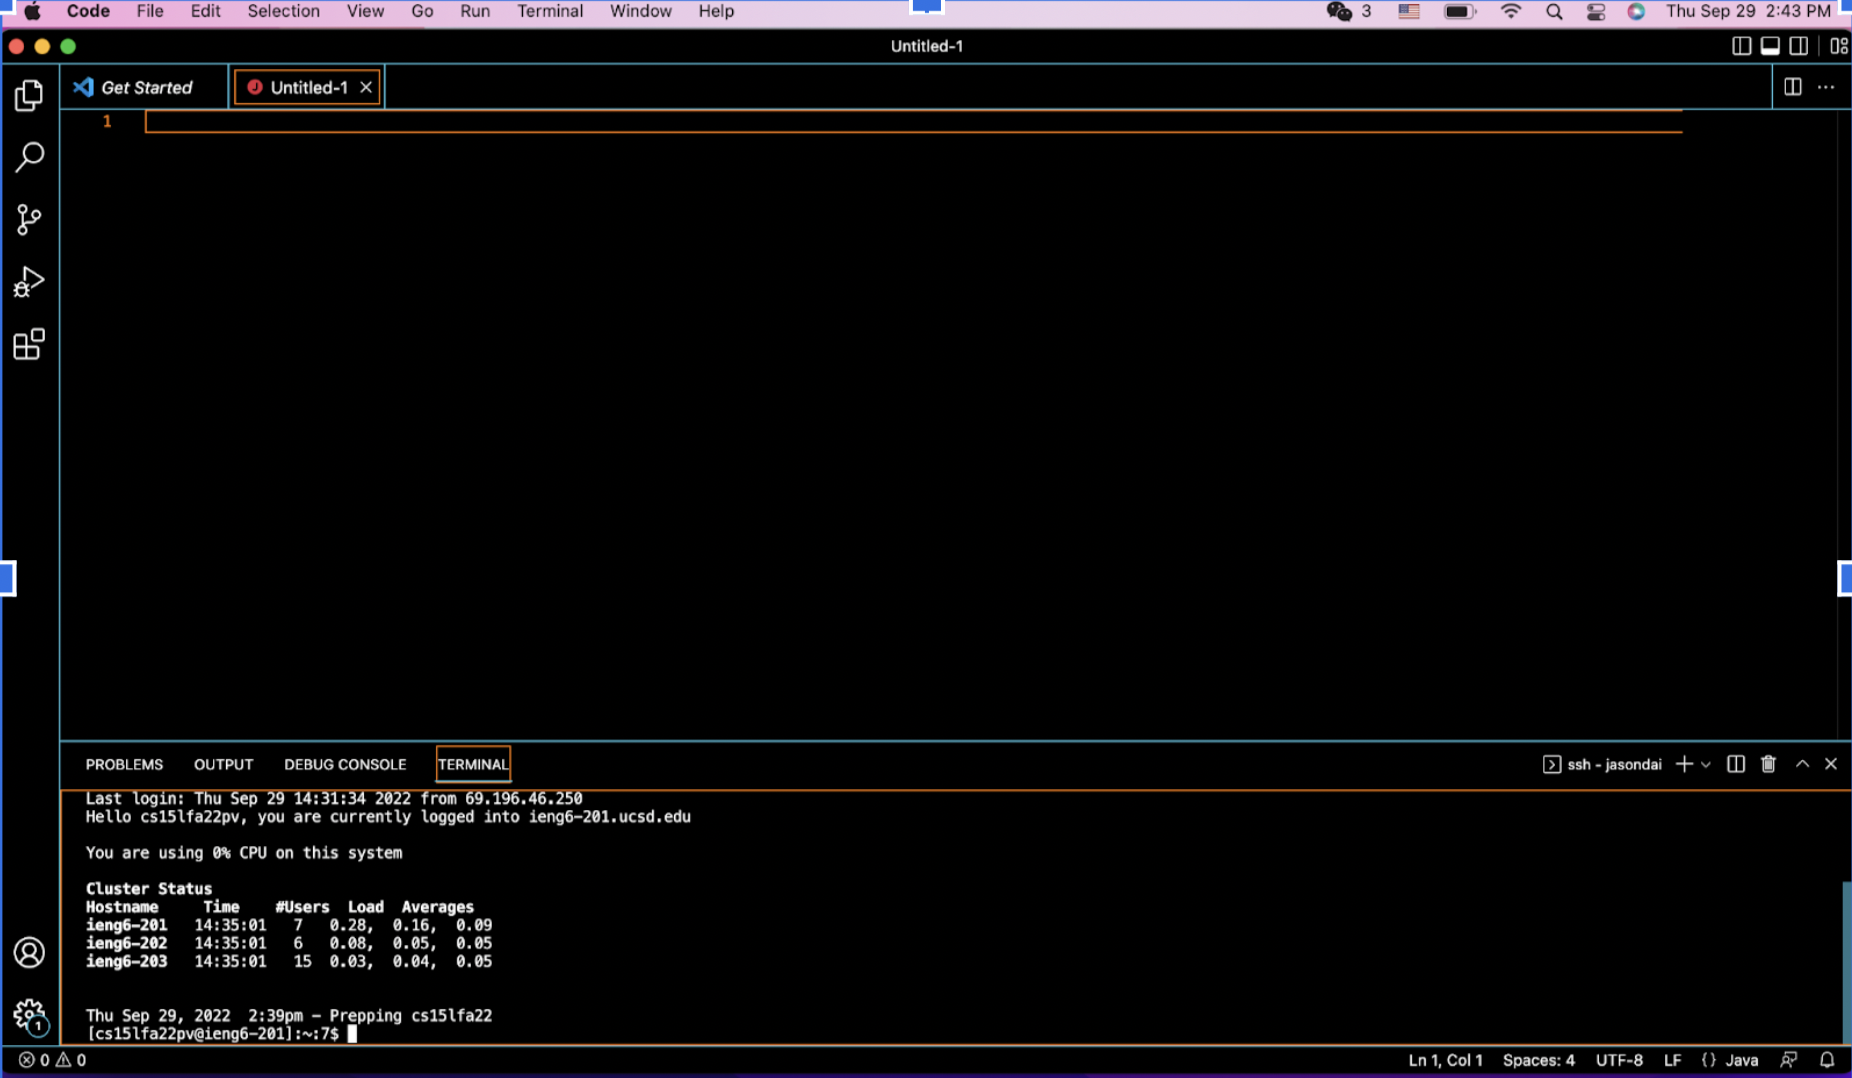 Code File Edit Selection View Go Run Terminal Window Help 3 Thu Sep 29 2:43 PM
Untitled-1
Get Started Untitled-1
1
PROBLEMS OUTPUT DEBUG CONSOLE TERMINAL ssh - jasondai
Last login: Thu Sep 29 14:31:34 2022 from 69.196.46.250
Hello cs15lfa22pv, you are currently logged into ieng6-201.ucsd.edu
You are using 0% CPU on this system
Cluster Status
Hostname Time #Users Load Averages
ieng6-201 14:35:01 7 0.28, 0.16, 0.09
ieng6-202 14:35:01 6 0.08, 0.05, 0.05
ieng6-203 14:35:01 15 0.03, 0.04, 0.05
Thu Sep 29, 2022 2:39pm - Prepping cs15lfa22
[cs15lfa22pv@ieng6-201]:~:7$
1
0 0 Ln 1, Col 1 Spaces: 4 UTF-8 LF {} Java